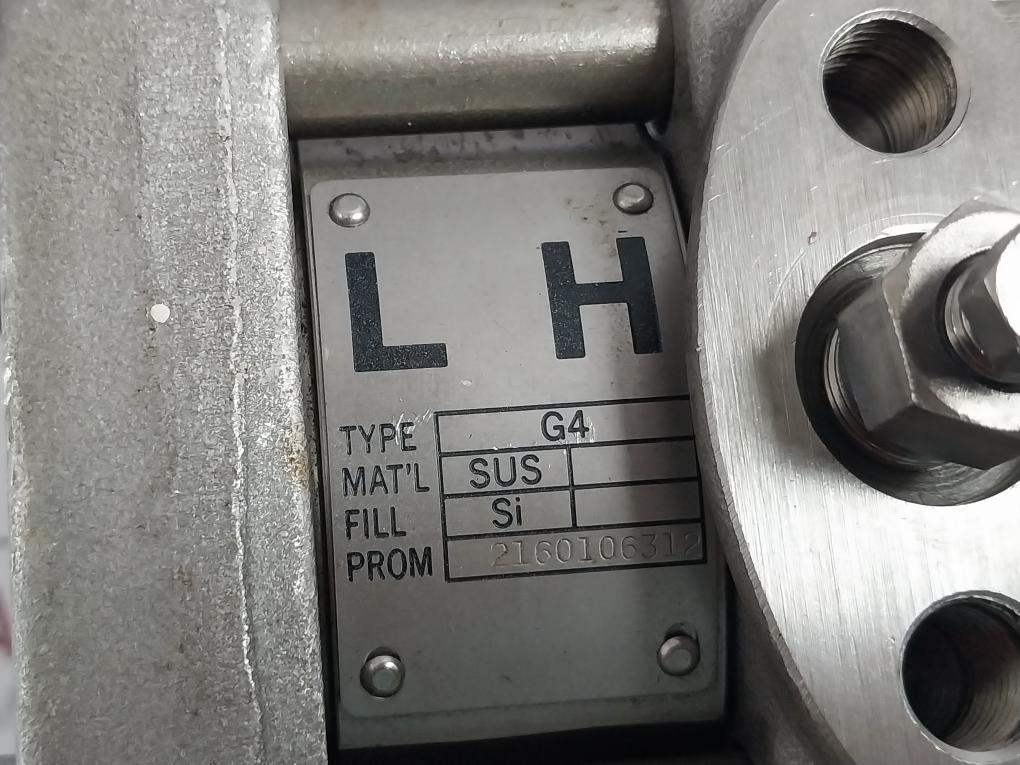 L H
TYPE G4
MAT'L SUS
FILL Si
PROM 2160106312